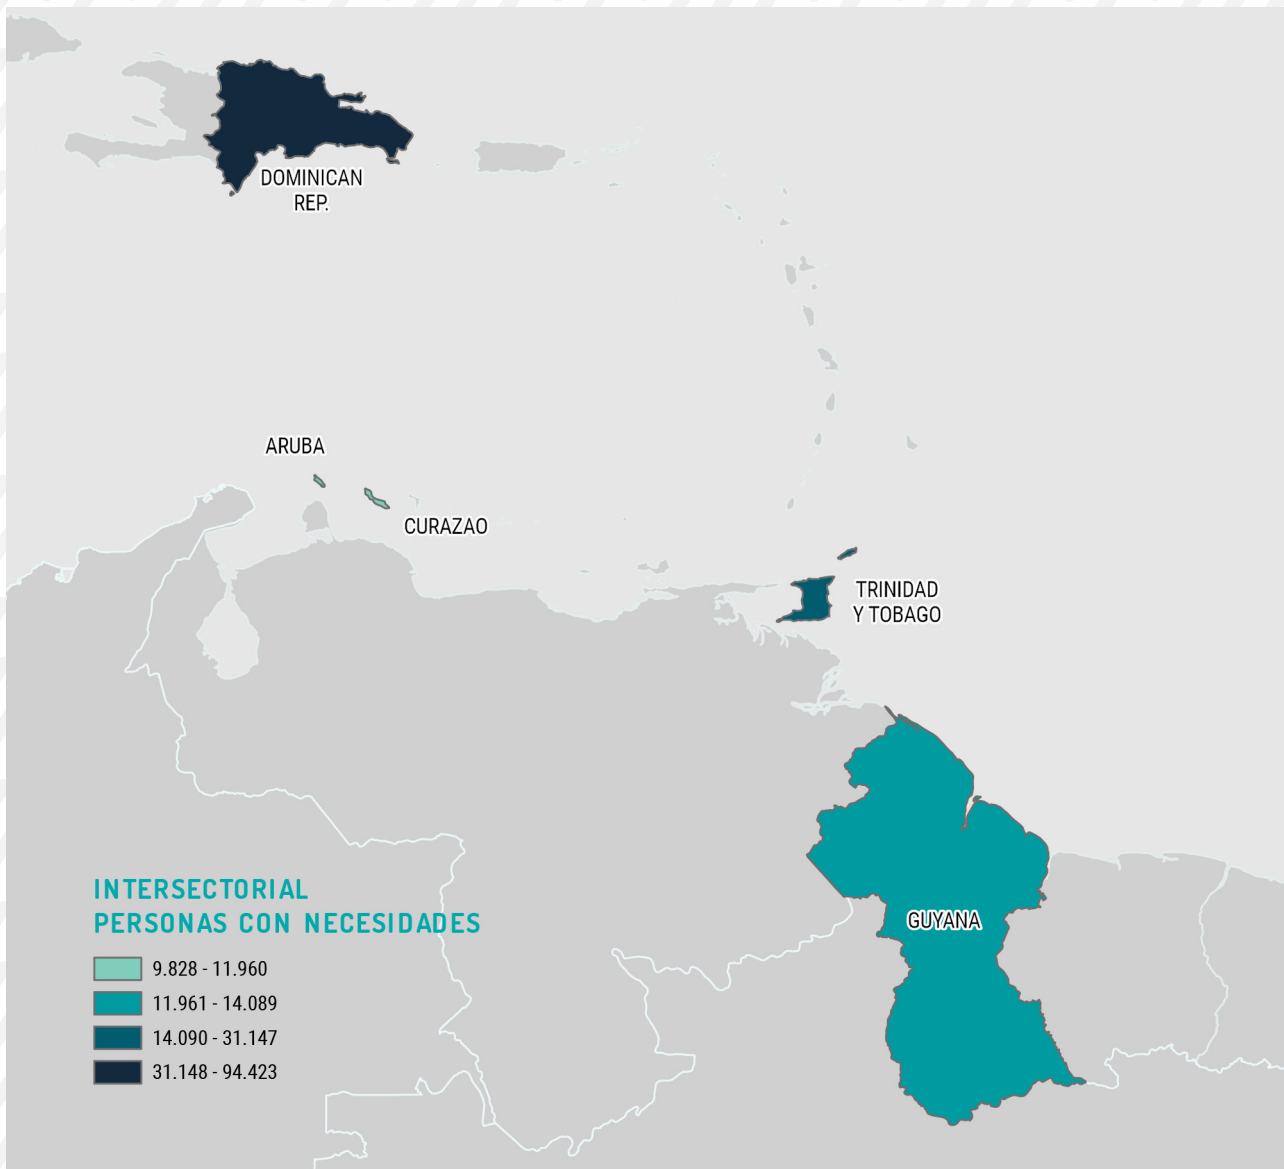 DOMINICAN
REP.
ARUBA
CURAZAO
TRINIDAD
Y TOBAGO
GUYANA
INTERSECTORIAL
PERSONAS CON NECESIDADES
9.828 - 11.960
11.961 - 14.089
14.090 - 31.147
31.148 - 94.423